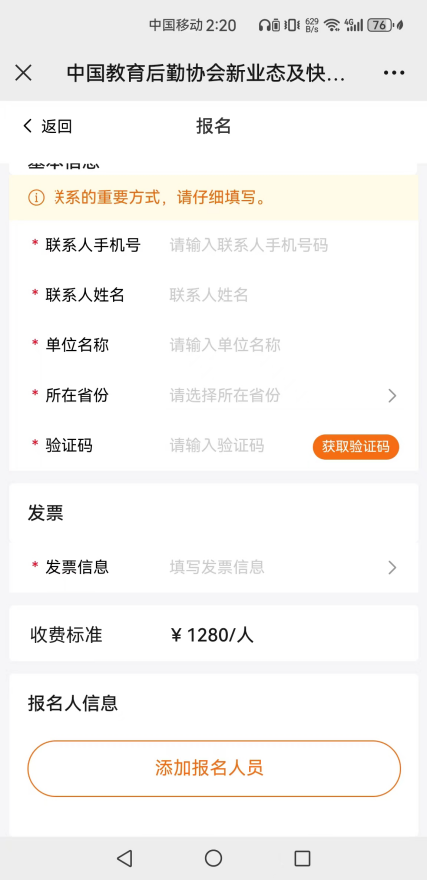 中国移动 2:20
629 B/s
4G
76
中国教育后勤协会新业态及快...
返回
报名
基本信息
联系的重要方式，请仔细填写。
* 联系人手机号 请输入联系人手机号码
* 联系人姓名 联系人姓名
* 单位名称 请输入单位名称
* 所在省份 请选择所在省份
* 验证码 请输入验证码 获取验证码
发票
* 发票信息 填写发票信息
收费标准 ¥ 1280/人
报名人信息
添加报名人员